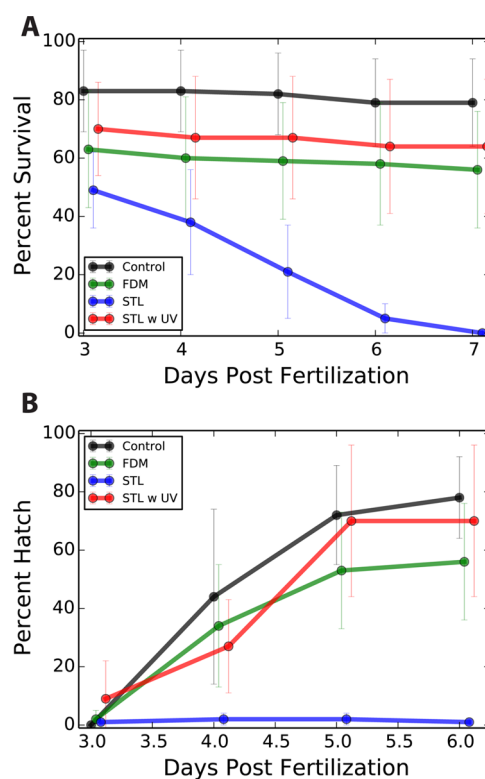 A
100
80
60
40
20
0
Percent Survival
Control
FDM
STL
STL w UV
3 4 5 6 7
Days Post Fertilization
B
100
80
60
40
20
0
Percent Hatch
Control
FDM
STL
STL w UV
3.0 3.5 4.0 4.5 5.0 5.5 6.0
Days Post Fertilization